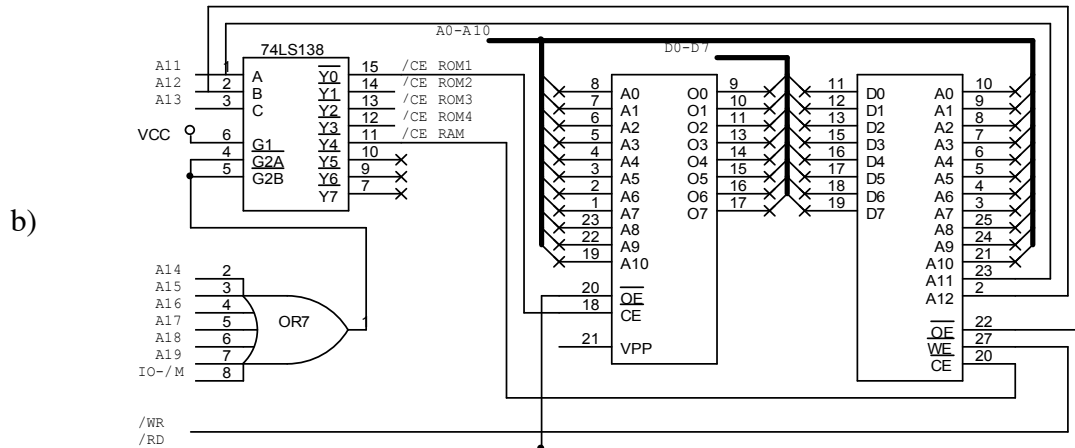 A0-A10
74LS138
D0-D7
A11 1 A Y0 15 /CE ROM1
A12 2 B Y1 14 /CE ROM2
A13 3 C Y2 13 /CE ROM3
Y3 12 /CE ROM4
VCC 6 G1 Y4 11 /CE RAM
4 G2A Y5 10
5 G2B Y6 9
Y7 7
8 A0 O0 9
7 A1 O1 10
6 A2 O2 11
5 A3 O3 13
4 A4 O4 14
3 A5 O5 15
2 A6 O6 16
1 A7 O7 17
23 A8
22 A9
19 A10
20 OE
18 CE
21 VPP
11 D0 A0 10
12 D1 A1 9
13 D2 A2 8
15 D3 A3 7
16 D4 A4 6
17 D5 A5 5
18 D6 A6 4
19 D7 A7 3
A8 25
A9 24
A10 21
A11 23
A12 2
OE 22
WE 27
CE 20
b)
A14 2
A15 3
A16 4
A17 5 OR7 1
A18 6
A19 7
IO-/M 8
/WR
/RD